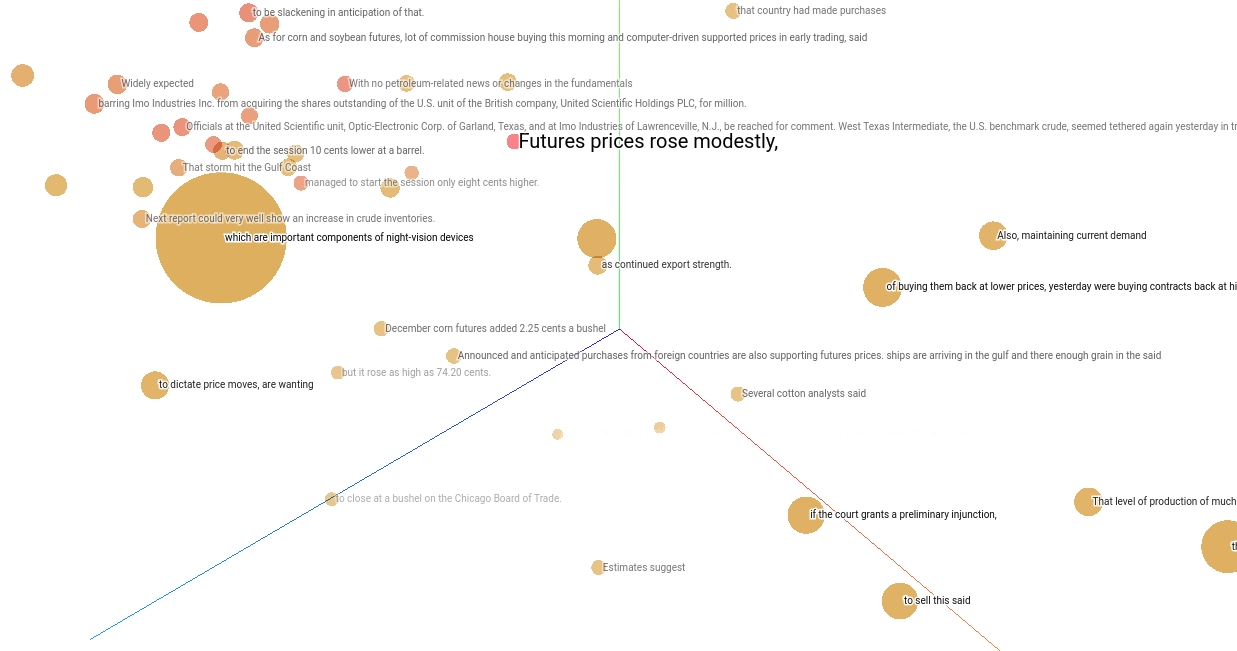 to be slackening in anticipation of that.
that country had made purchases
As for corn and soybean futures, lot of commission house buying this morning and computer-driven supported prices in early trading, said
Widely expected
With no petroleum-related news or changes in the fundamentals
barring Imo Industries Inc. from acquiring the shares outstanding of the U.S. unit of the British company, United Scientific Holdings PLC, for million.
Officials at the United Scientific unit, Optic-Electronic Corp. of Garland, Texas, and at Imo Industries of Lawrenceville, N.J., be reached for comment. West Texas Intermediate, the U.S. benchmark crude, seemed tethered again yesterday in
Futures prices rose modestly,
to end the session 10 cents lower at a barrel.
That storm hit the Gulf Coast
managed to start the session only eight cents higher.
Next report could very well show an increase in crude inventories.
which are important components of night-vision devices
Also, maintaining current demand
as continued export strength.
of buying them back at lower prices, yesterday were buying contracts back at
December corn futures added 2.25 cents a bushel
Announced and anticipated purchases from foreign countries are also supporting futures prices. ships are arriving in the gulf and there enough grain in the said
but it rose as high as 74.20 cents.
to dictate price moves, are wanting
Several cotton analysts said
to close at a bushel on the Chicago Board of Trade.
That level of production of much
if the court grants a preliminary injunction,
Estimates suggest
to sell this said